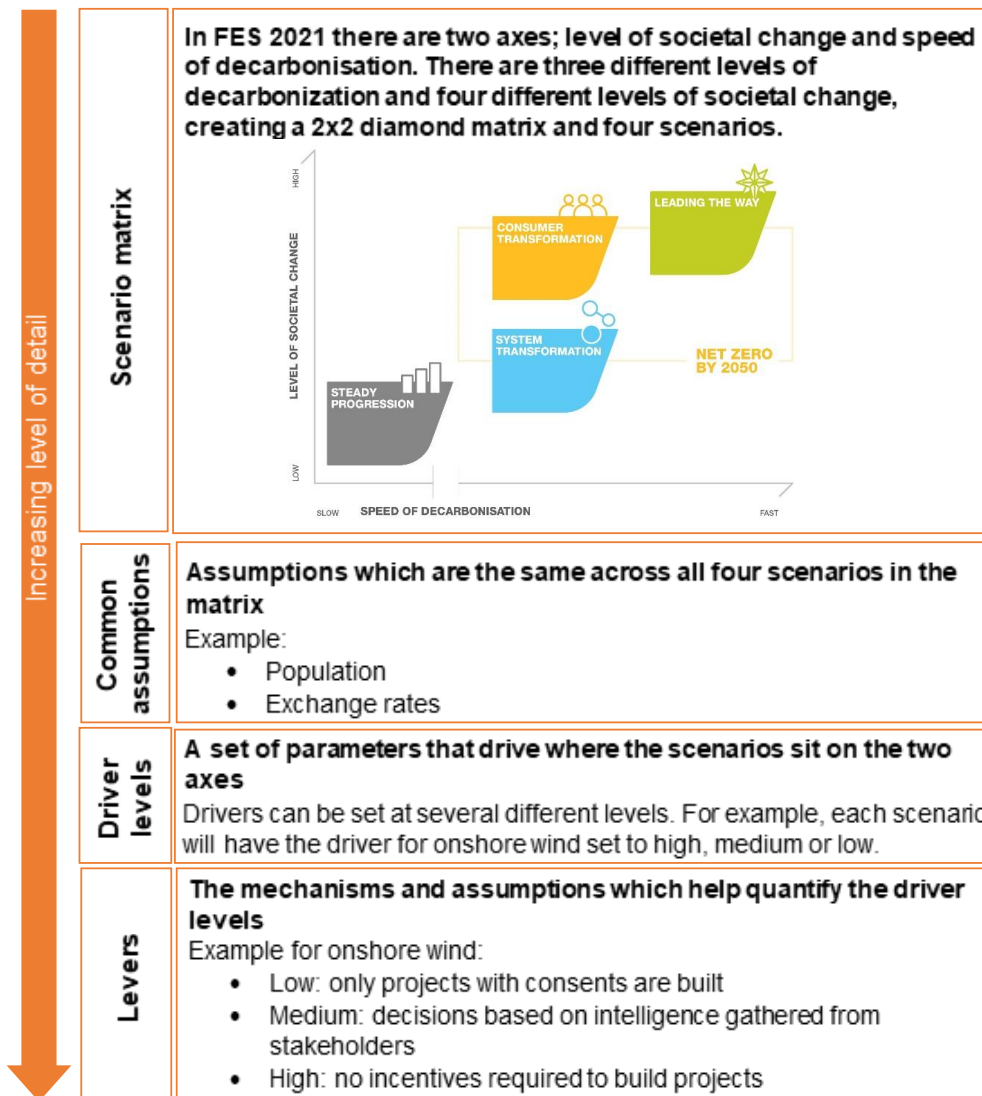 Increasing level of detail
Scenario matrix
In FES 2021 there are two axes; level of societal change and speed
of decarbonisation. There are three different levels of
decarbonization and four different levels of societal change,
creating a 2x2 diamond matrix and four scenarios.
HIGH
LEVEL OF SOCIETAL CHANGE
LOW
LEADING THE WAY
CONSUMER
TRANSFORMATION
SYSTEM
TRANSFORMATION
NET ZERO
BY 2050
STEADY
PROGRESSION
SLOW
SPEED OF DECARBONISATION
FAST
Common
assumptions
Assumptions which are the same across all four scenarios in the
matrix
Example:
• Population
• Exchange rates
Driver
levels
A set of parameters that drive where the scenarios sit on the two
axes
Drivers can be set at several different levels. For example, each scenario
will have the driver for onshore wind set to high, medium or low.
Levers
The mechanisms and assumptions which help quantify the driver
levels
Example for onshore wind:
• Low: only projects with consents are built
• Medium: decisions based on intelligence gathered from
stakeholders
• High: no incentives required to build projects